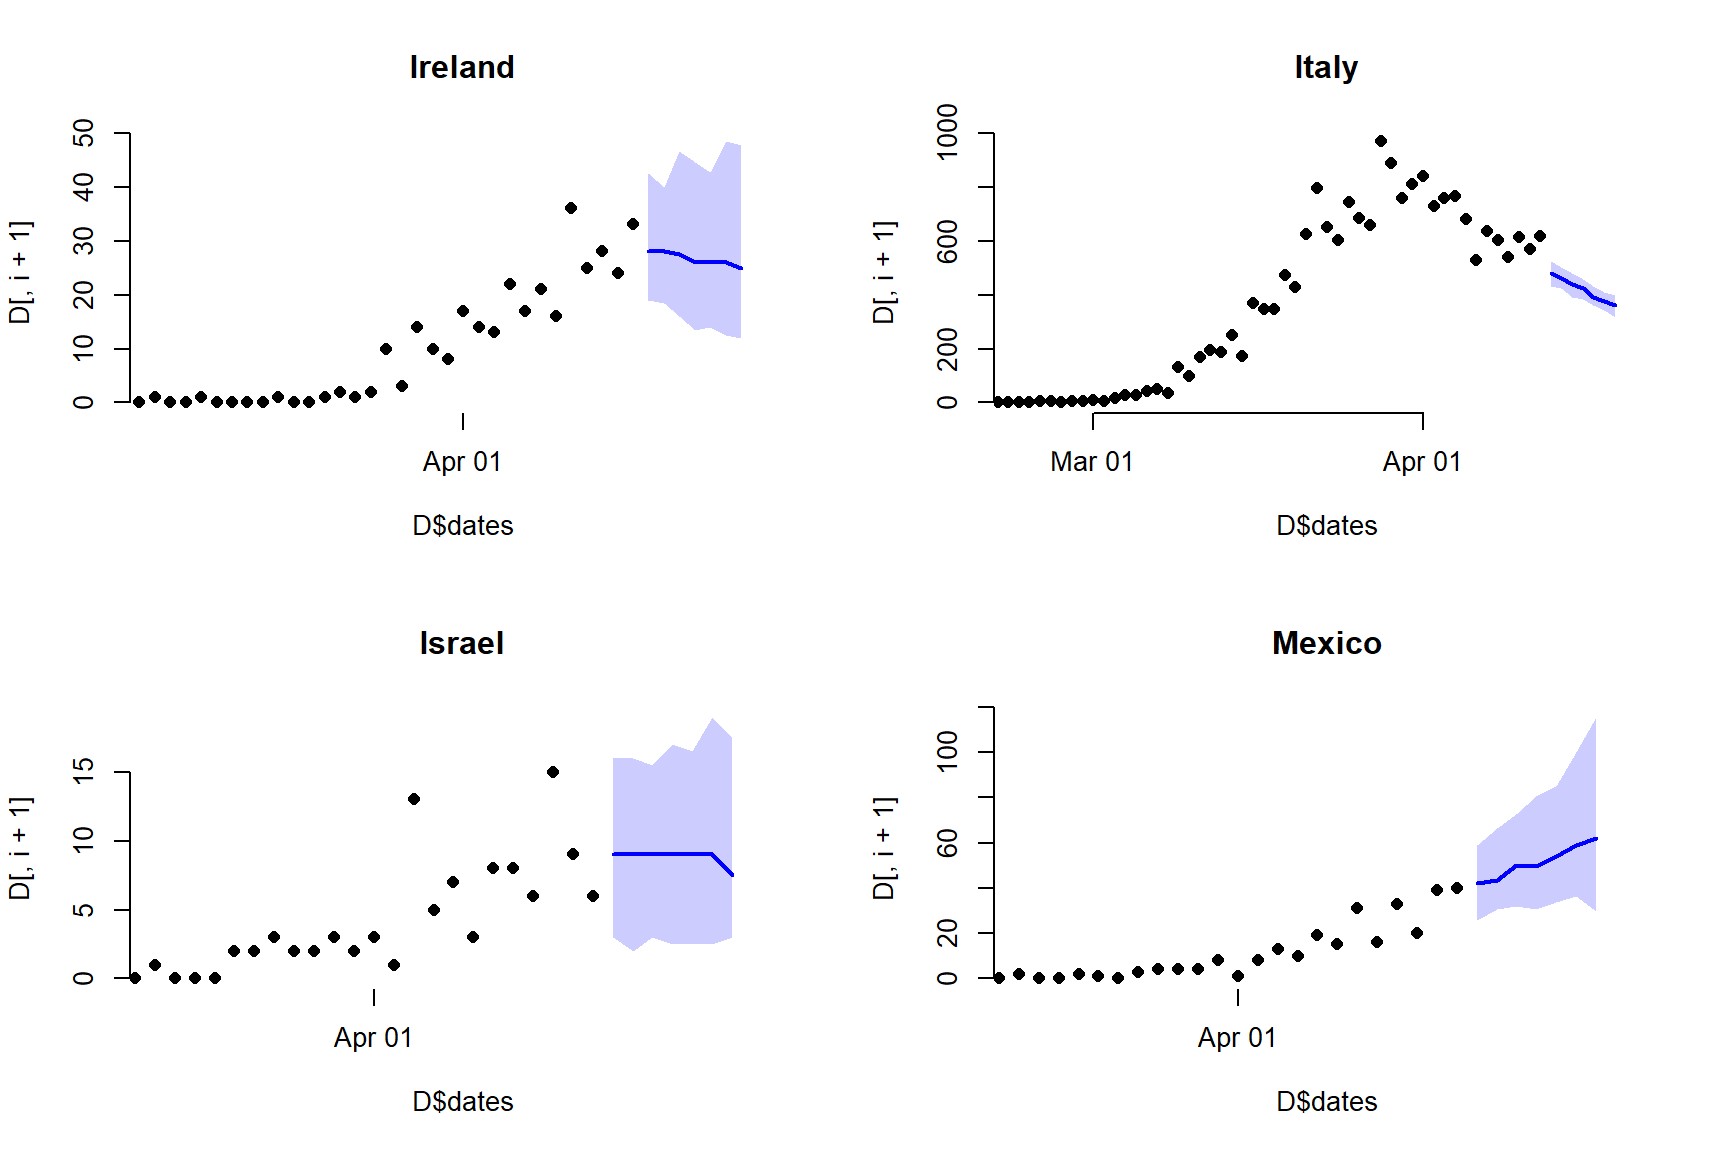 Ireland
D[, i + 1]
0 10 20 30 40 50
Apr 01
D$dates
Italy
D[, i + 1]
0 200 600 1000
Mar 01 Apr 01
D$dates
Israel
D[, i + 1]
0 5 10 15
Apr 01
D$dates
Mexico
D[, i + 1]
0 20 60 100
Apr 01
D$dates